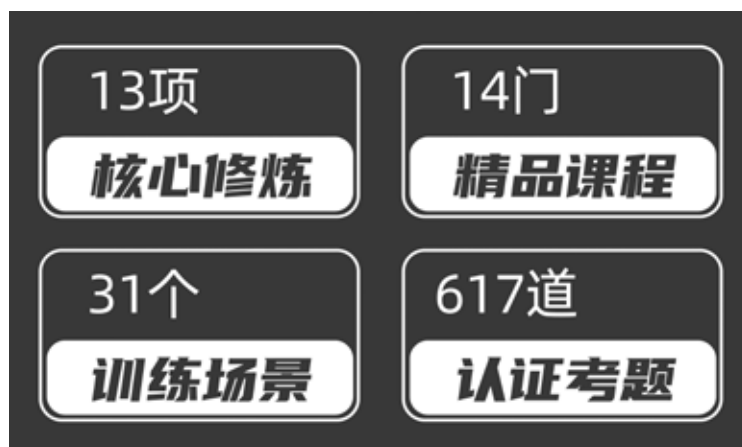 13项
核心修炼
14门
精品课程
31个
训练场景
617道
认证考题